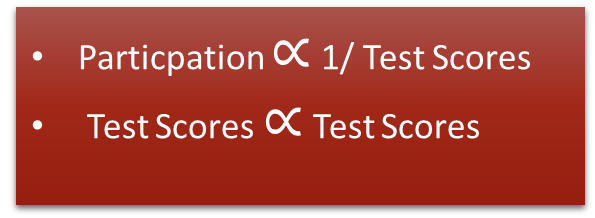 • Particpation ∝ 1/ Test Scores
• Test Scores ∝ Test Scores